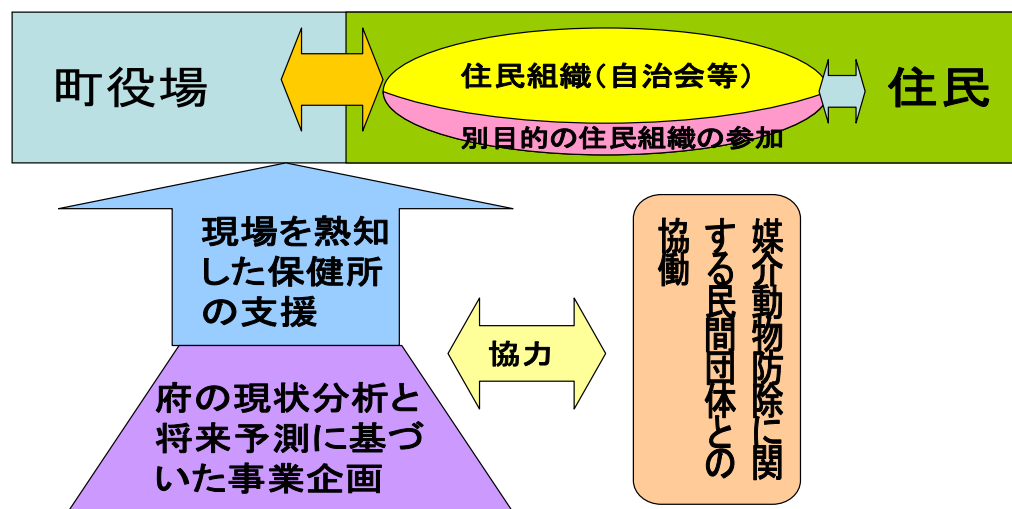 町役場
住民組織（自治会等）
別目的の住民組織の参加
住民
現場を熟知
した保健所
の支援
協力
媒介動物防除に関
する民間団体との
協働
府の現状分析と
将来予測に基づ
いた事業企画